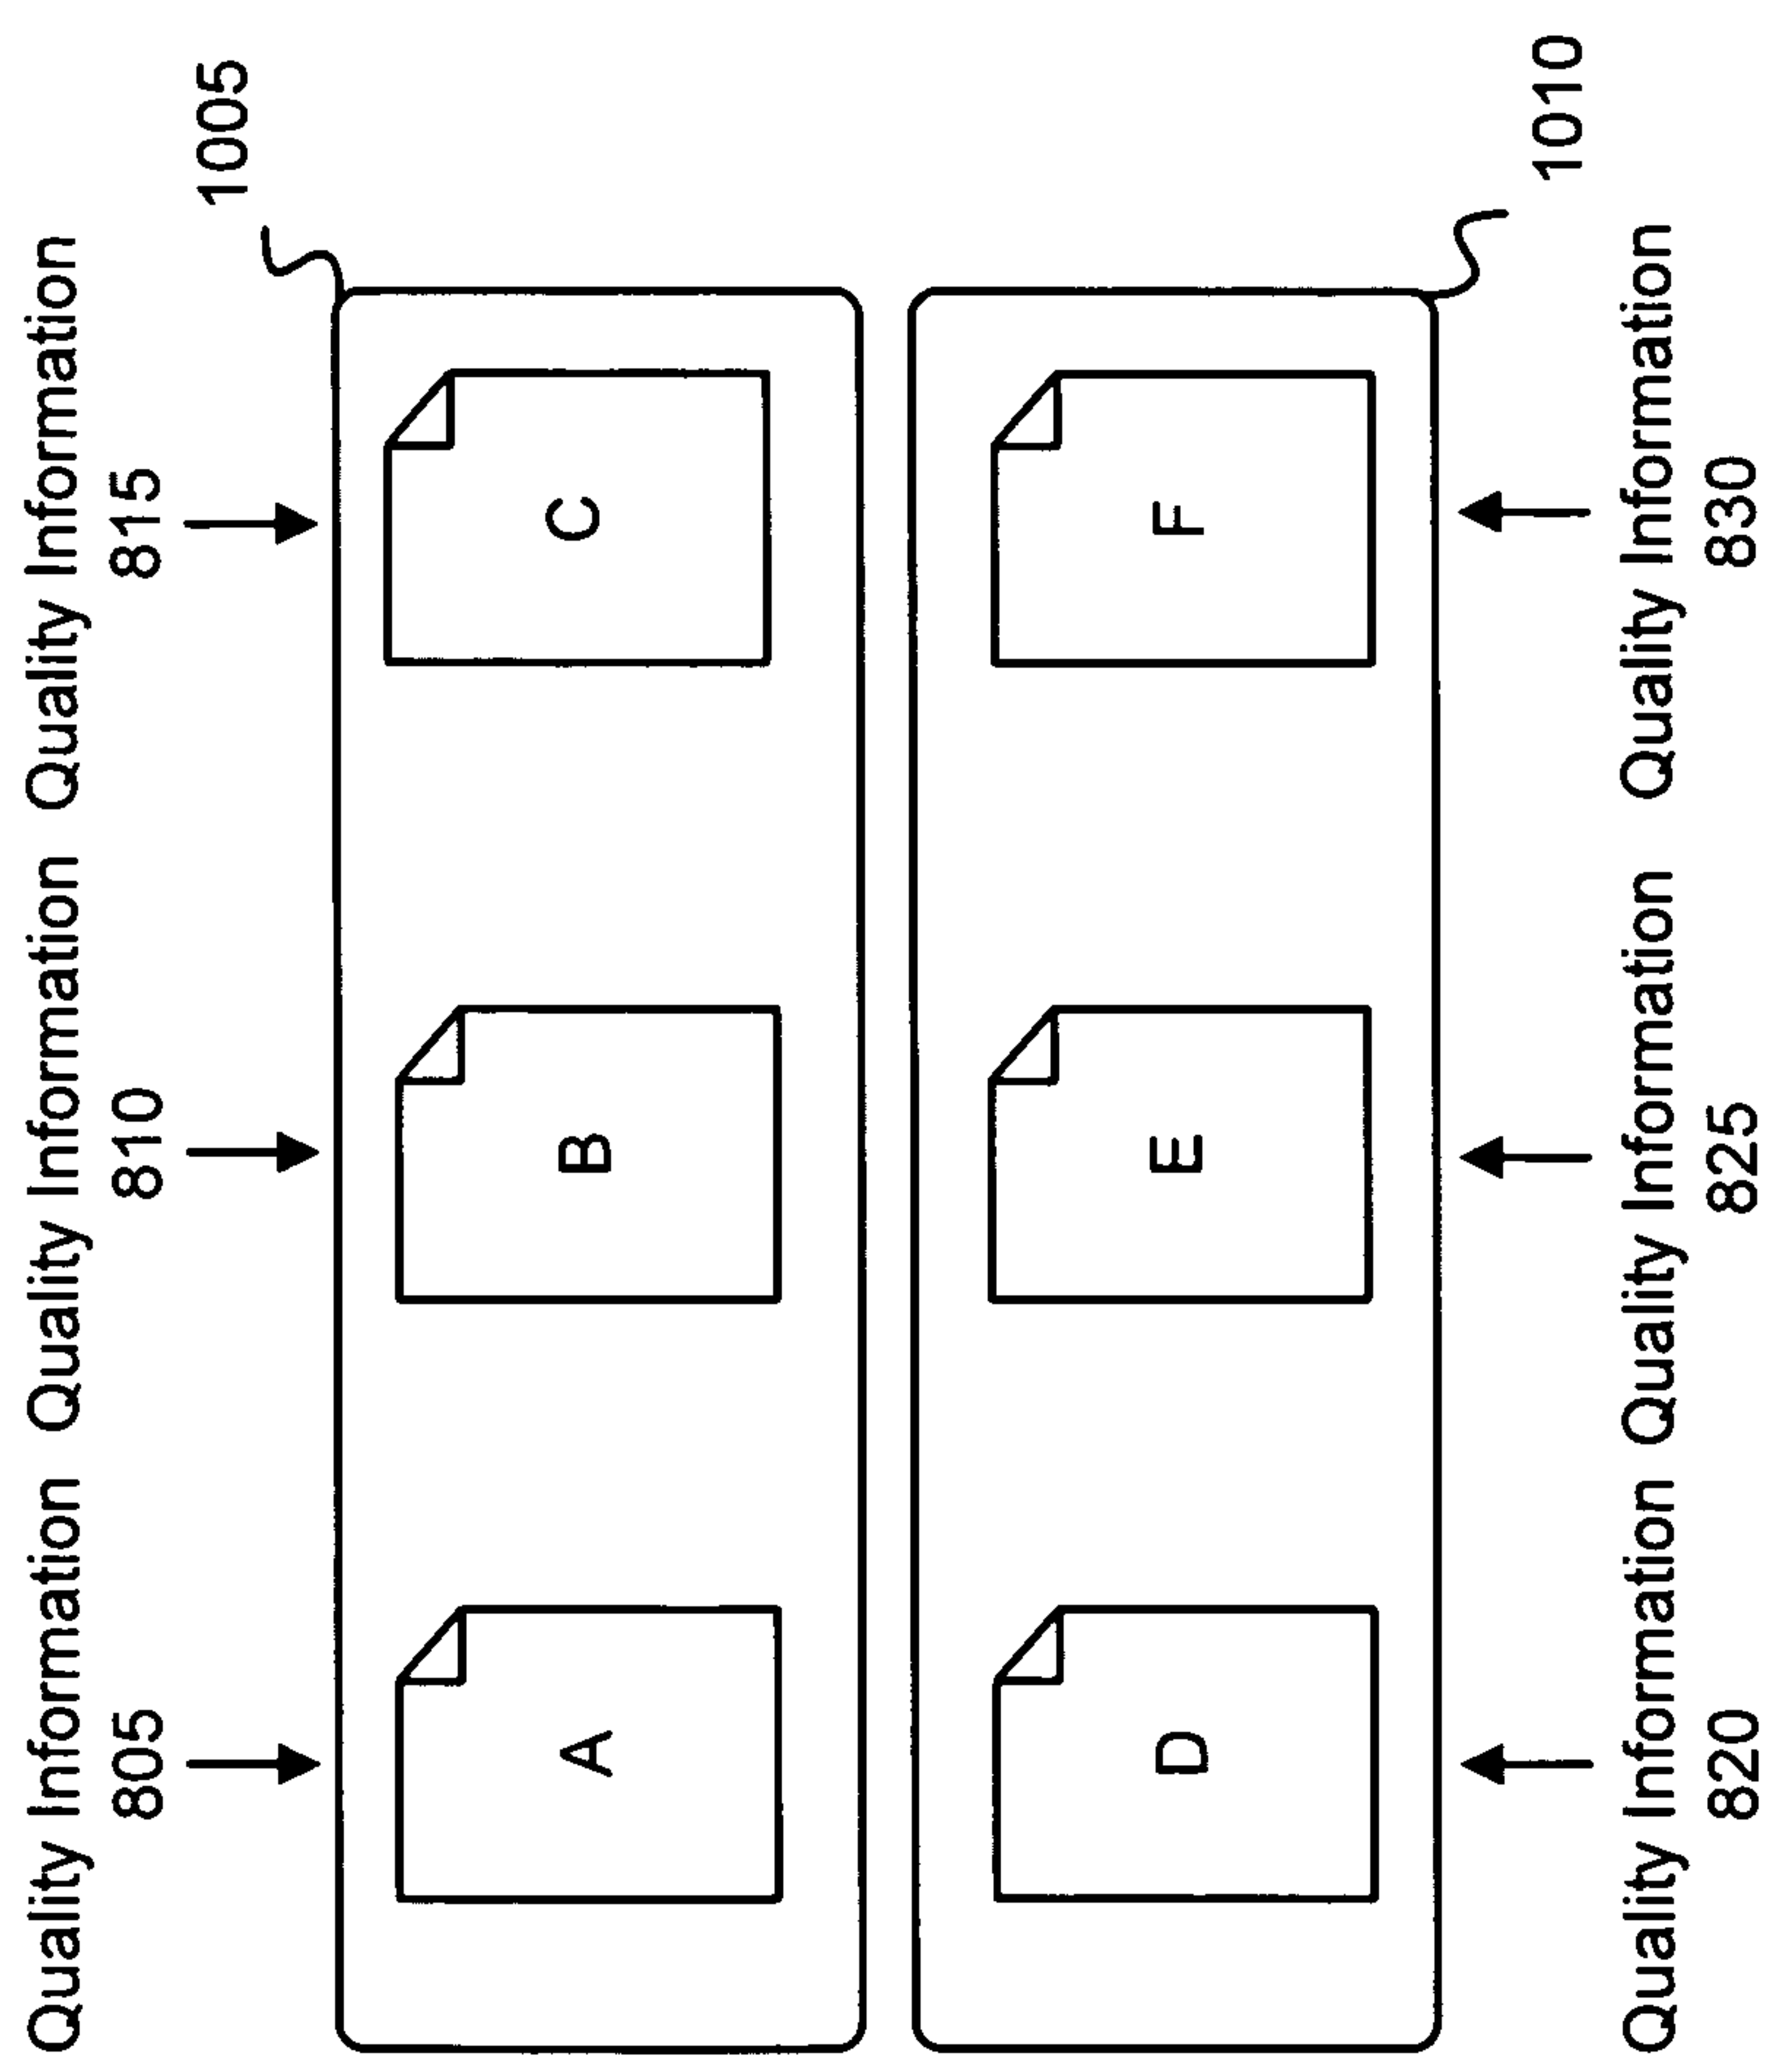 Quality Information Quality Information Quality Information
805 810 815
1005
A B C
D E F
1010
Quality Information Quality Information Quality Information
820 825 830